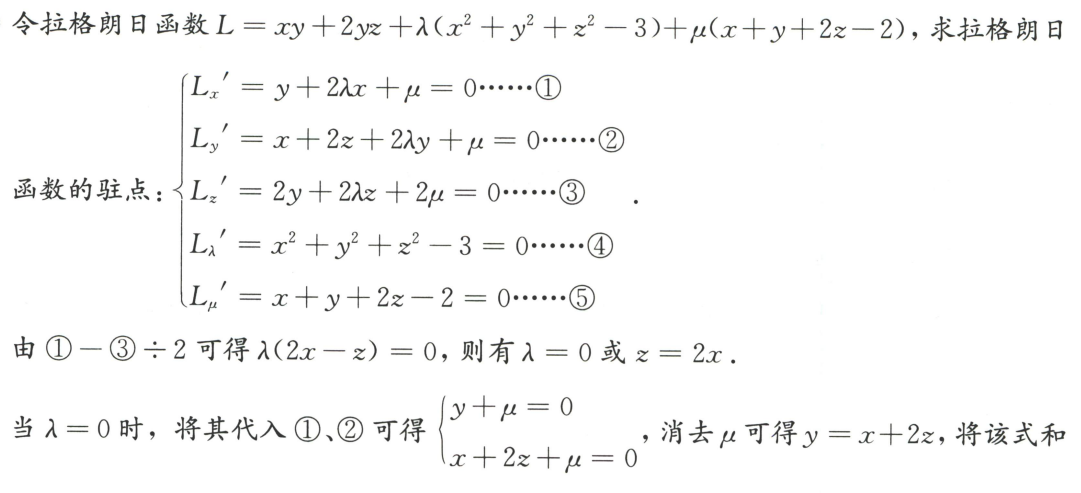 令拉格朗日函数 L = xy + 2yz + λ(x² + y² + z² − 3) + μ(x + y + 2z − 2), 求拉格朗日
函数的驻点:
Lₓ′ = y + 2λx + μ = 0……①
L_y′ = x + 2z + 2λy + μ = 0……②
L_z′ = 2y + 2λz + 2μ = 0……③
L_λ′ = x² + y² + z² − 3 = 0……④
L_μ′ = x + y + 2z − 2 = 0……⑤
.
由 ① − ③ ÷ 2 可得 λ(2x − z) = 0, 则有 λ = 0 或 z = 2x .
当 λ = 0 时, 将其代入 ①、② 可得 { y + μ = 0
x + 2z + μ = 0 , 消去 μ 可得 y = x + 2z, 将该式和